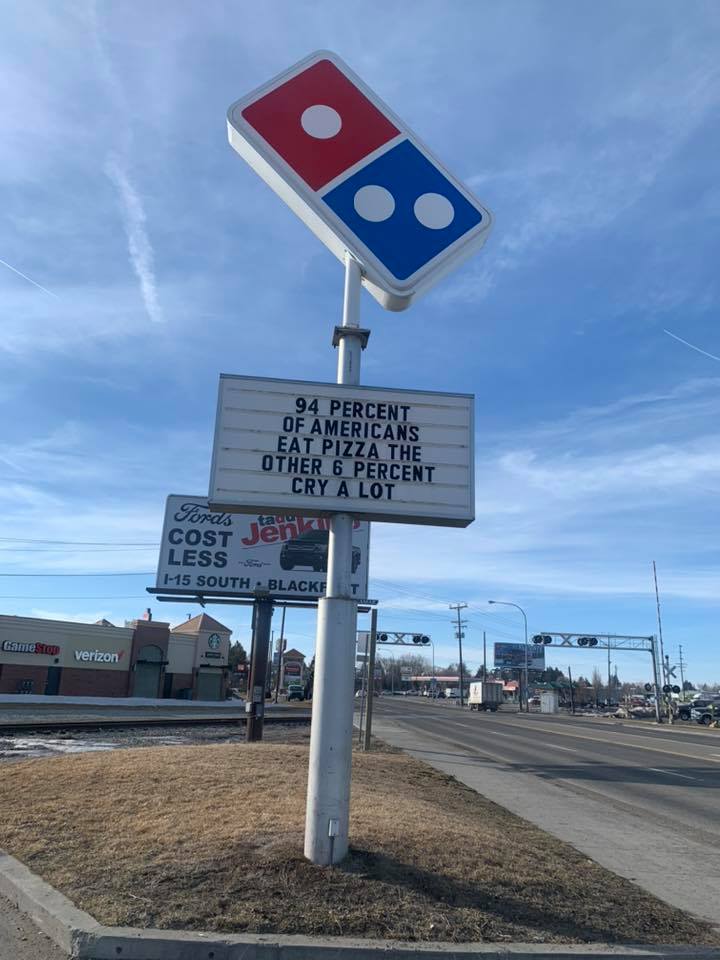 94 PERCENT
OF AMERICANS
EAT PIZZA THE
OTHER 6 PERCENT
CRY A LOT
Fords
COST
LESS
Ford
I-15 SOUTH •
GameStop
verizon